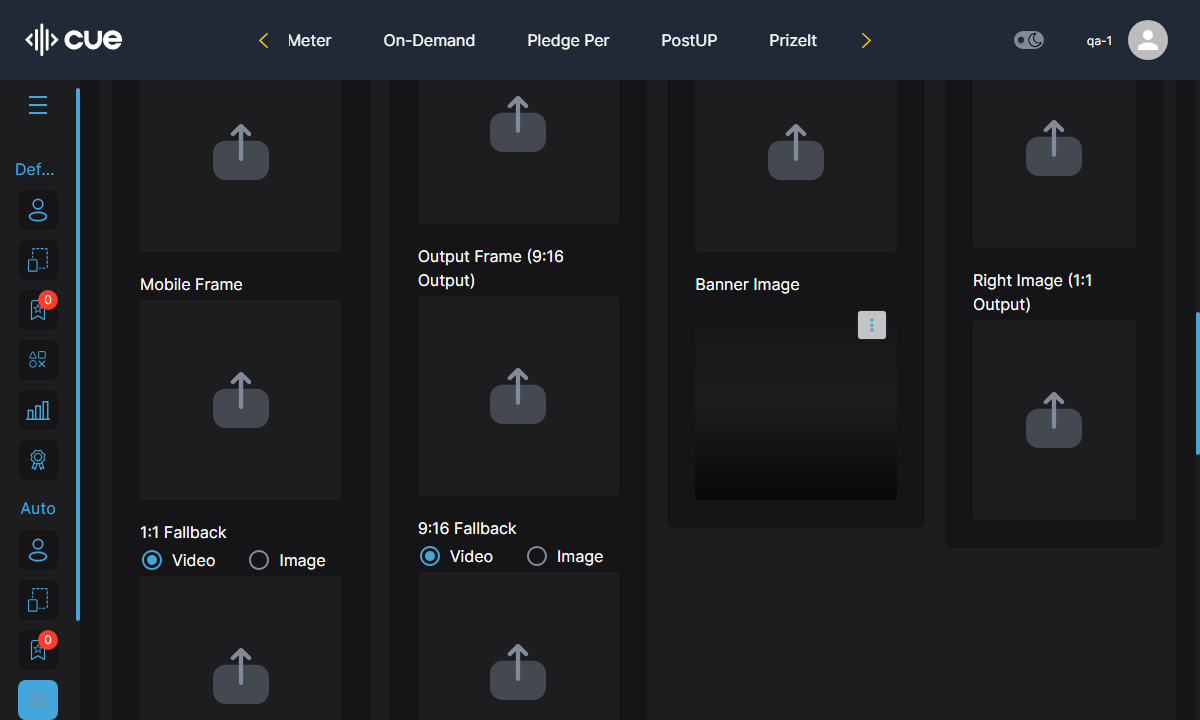 cue
Meter
On-Demand
Pledge Per
PostUP
PrizeIt
qa-1
Def...
0
Auto
0
Mobile Frame
1:1 Fallback
Video
Image
Output Frame (9:16
Output)
9:16 Fallback
Video
Image
Banner Image
Right Image (1:1
Output)